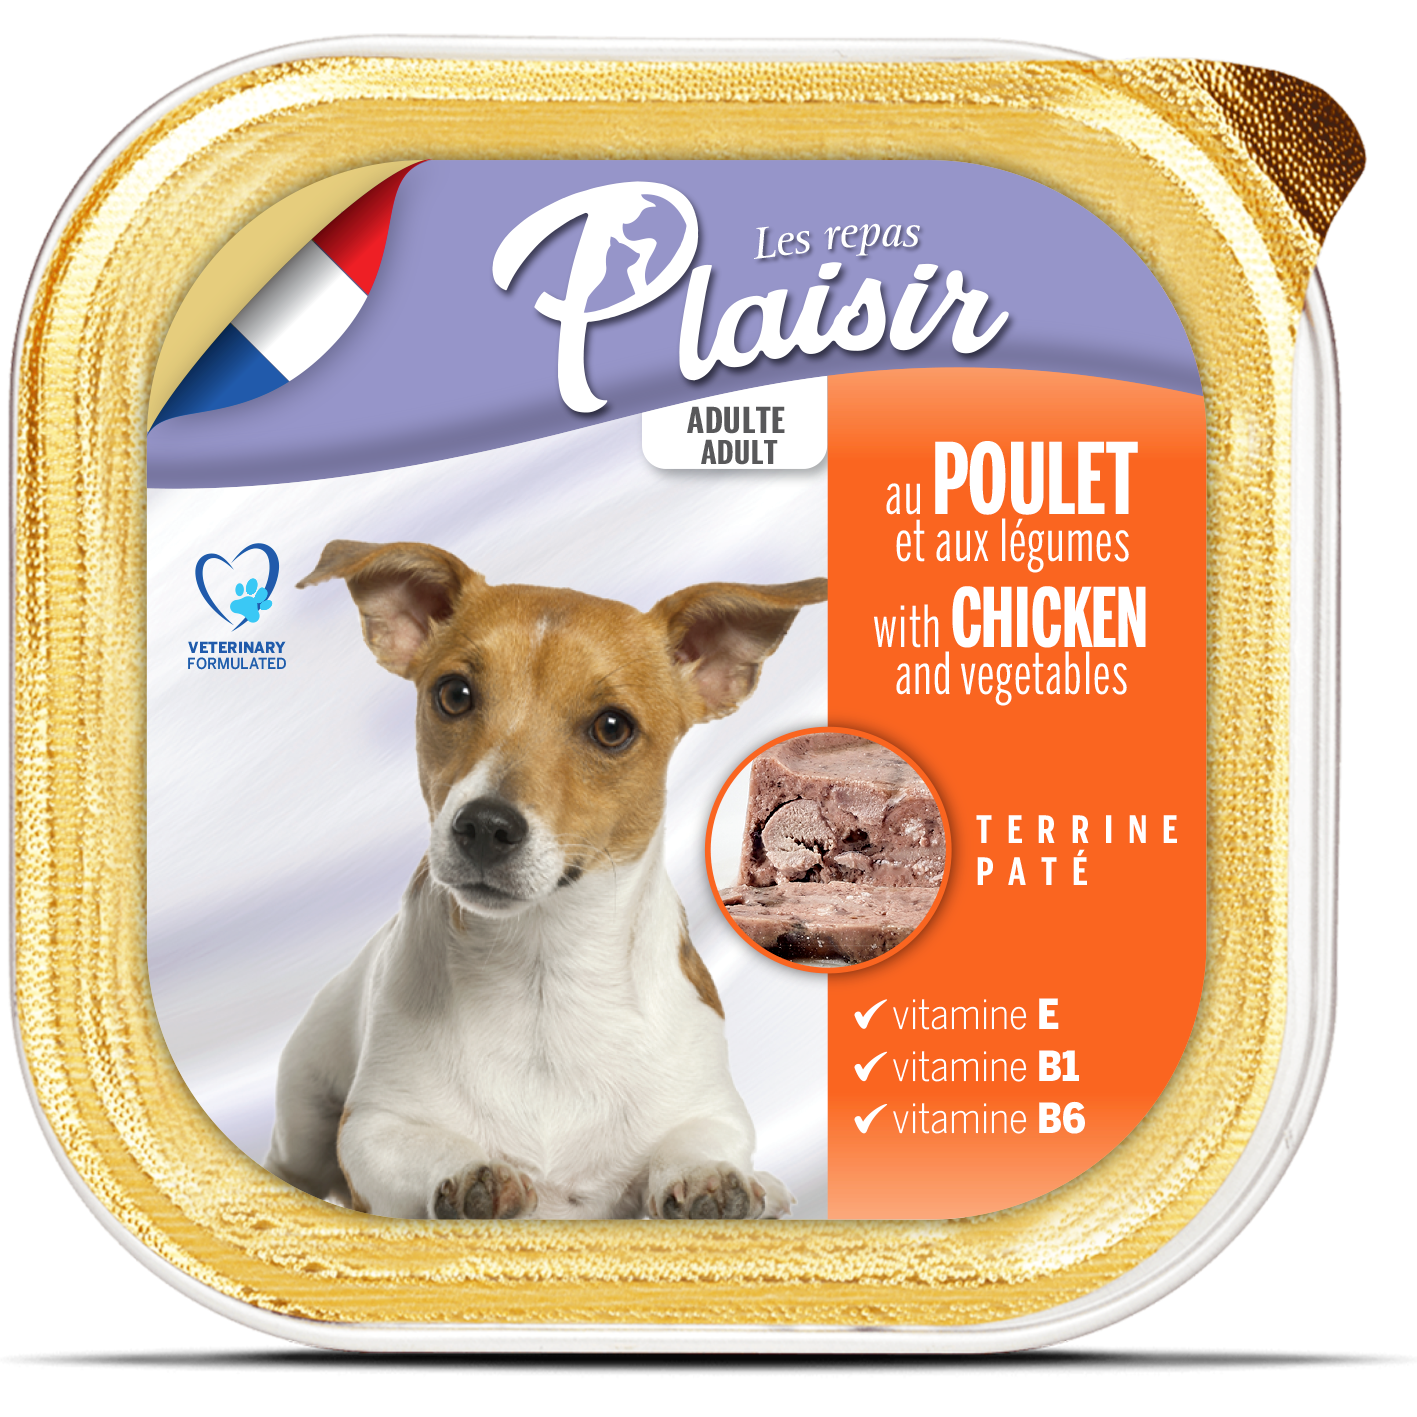 Les repas
Plaisir
ADULTE
ADULT
au POULET
et aux légumes
with CHICKEN
and vegetables
VETERINARY
FORMULATED
TERRINE
PATÉ
✓ vitamine E
✓ vitamine B1
✓ vitamine B6